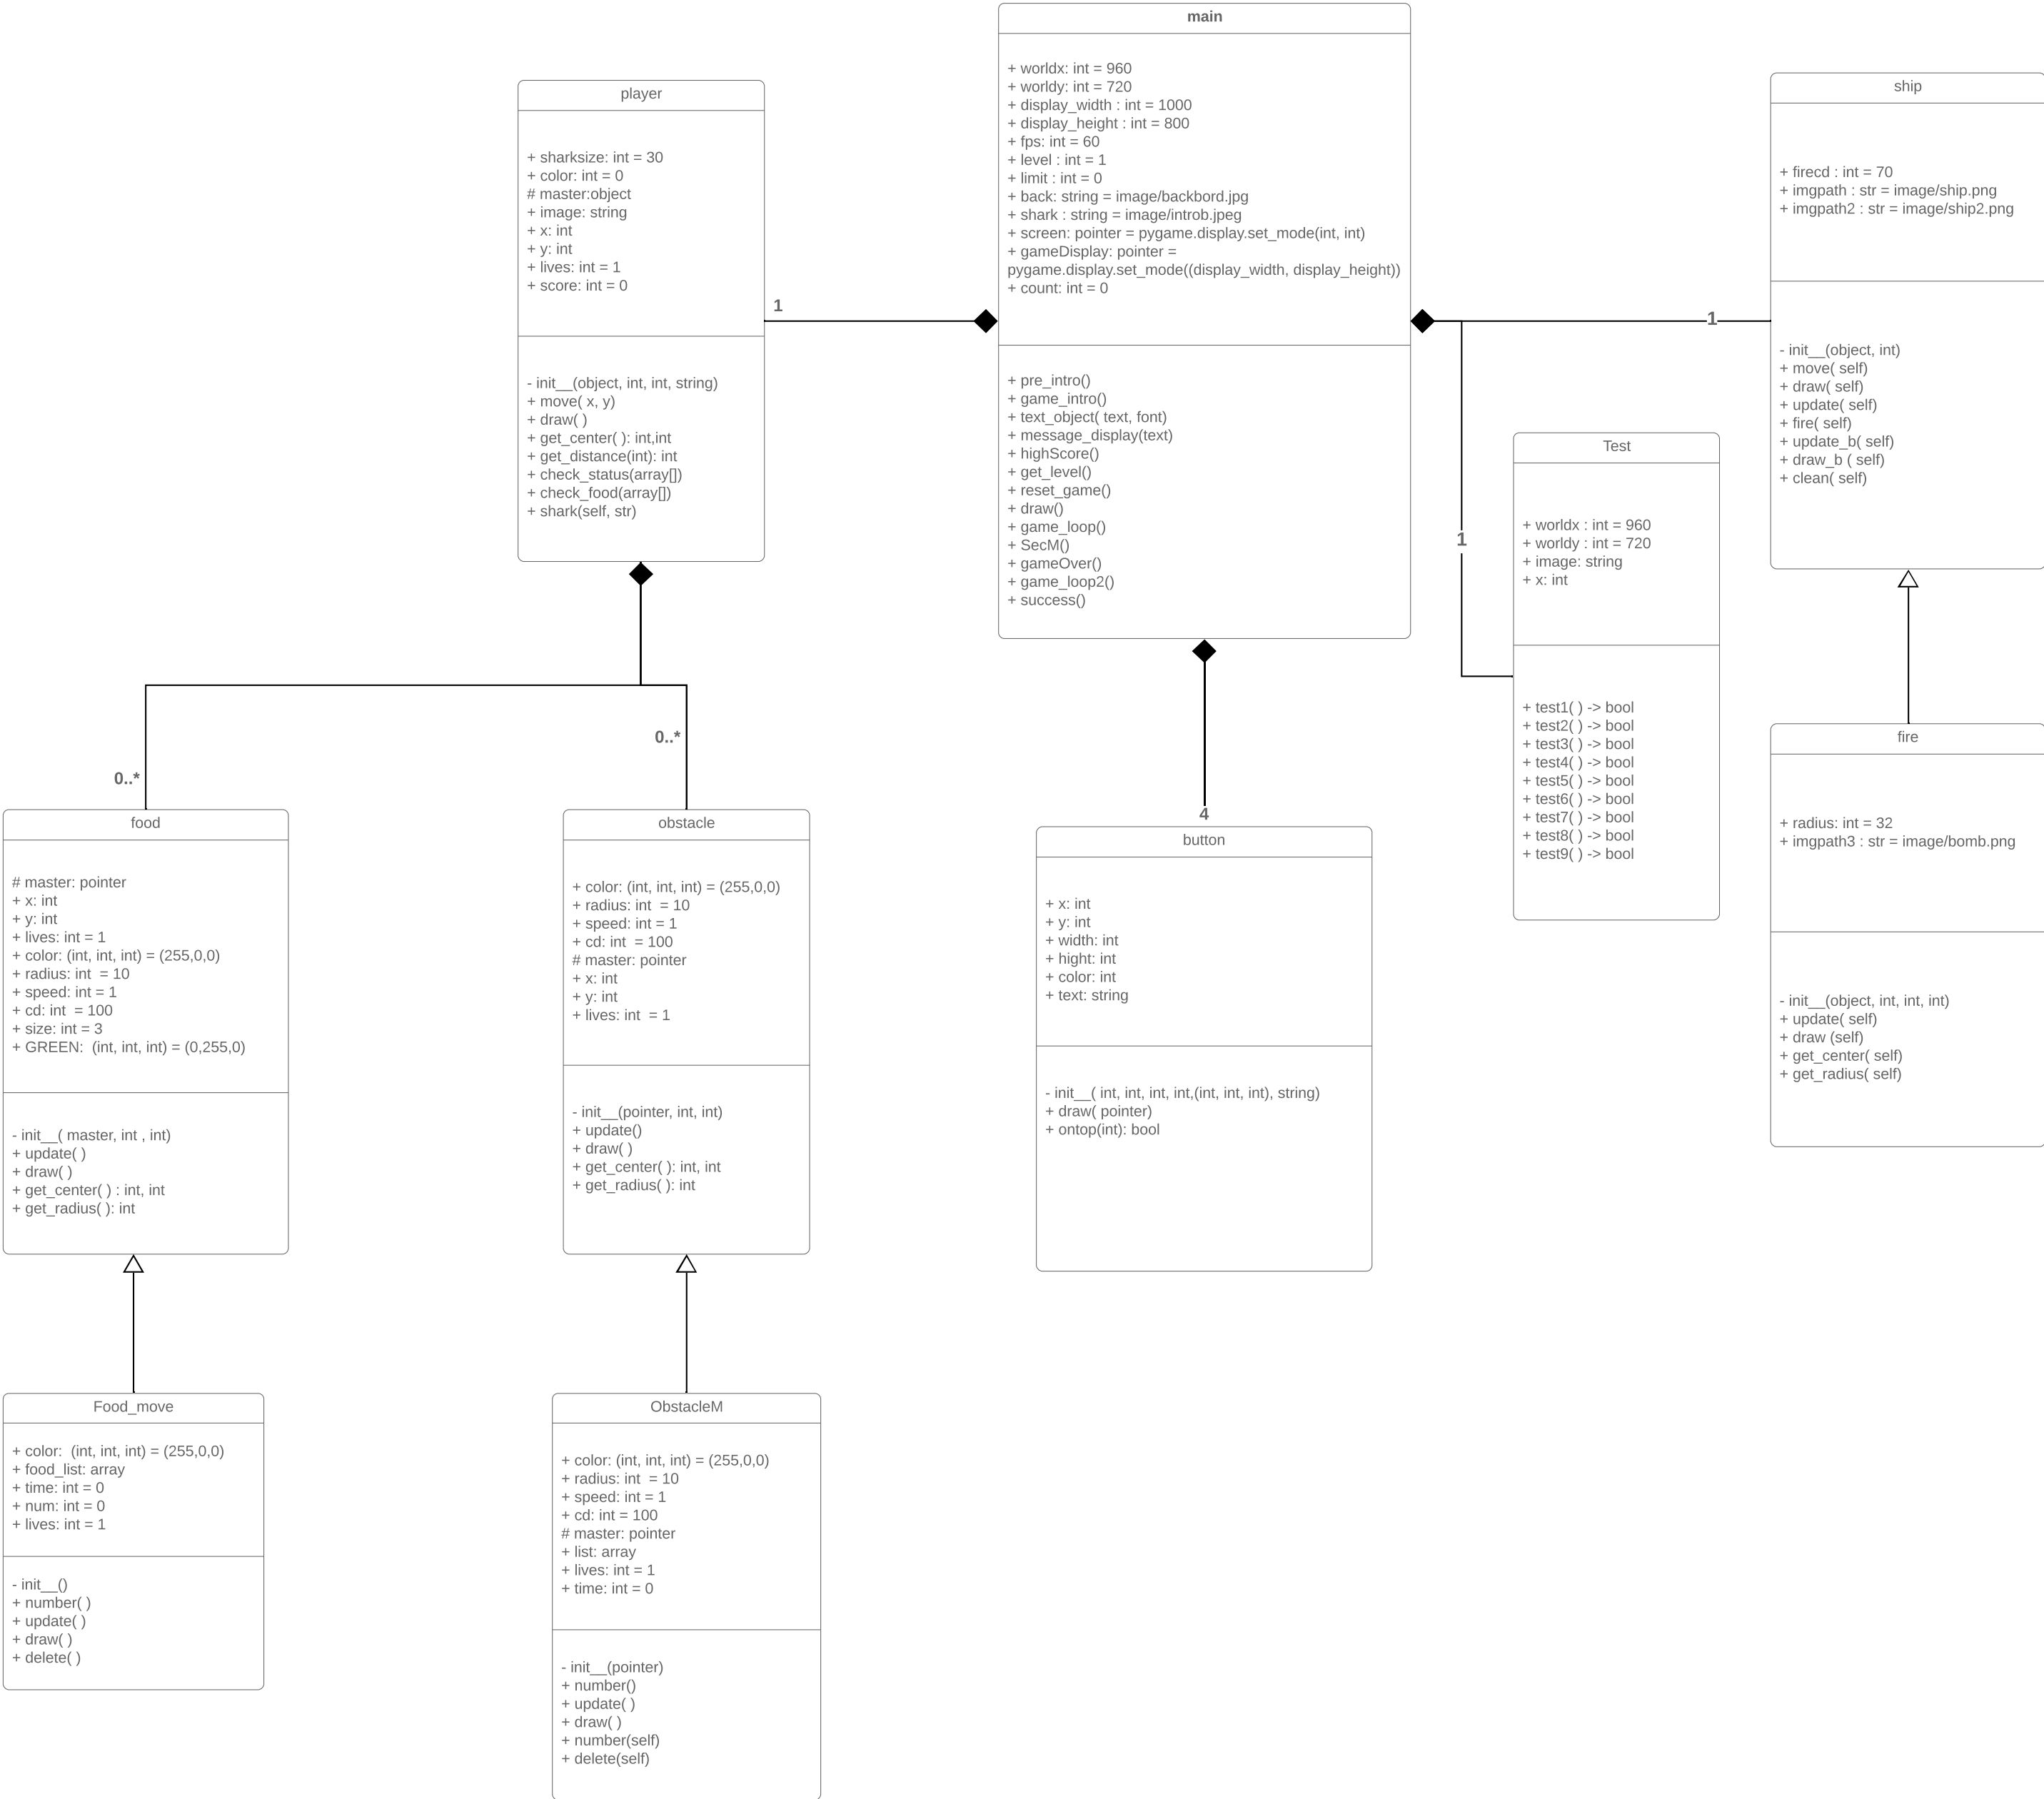 main
+ worldx: int = 960
+ worldy: int = 720
+ display_width : int = 1000
+ display_height : int = 800
+ fps: int = 60
+ level : int = 1
+ limit : int = 0
+ back: string = image/backbord.jpg
+ shark : string = image/introb.jpeg
+ screen: pointer = pygame.display.set_mode(int, int)
+ gameDisplay: pointer =
pygame.display.set_mode((display_width, display_height))
+ count: int = 0
+ pre_intro()
+ game_intro()
+ text_object( text, font)
+ message_display(text)
+ highScore()
+ get_level()
+ reset_game()
+ draw()
+ game_loop()
+ SecM()
+ gameOver()
+ game_loop2()
+ success()
player
+ sharksize: int = 30
+ color: int = 0
# master:object
+ image: string
+ x: int
+ y: int
+ lives: int = 1
+ score: int = 0
- init__(object, int, int, string)
+ move( x, y)
+ draw( )
+ get_center( ): int,int
+ get_distance(int): int
+ check_status(array[])
+ check_food(array[])
+ shark(self, str)
1
ship
+ firecd : int = 70
+ imgpath : str = image/ship.png
+ imgpath2 : str = image/ship2.png
- init__(object, int)
+ move( self)
+ draw( self)
+ update( self)
+ fire( self)
+ update_b( self)
+ draw_b ( self)
+ clean( self)
1
1
Test
+ worldx : int = 960
+ worldy : int = 720
+ image: string
+ x: int
+ test1( ) -> bool
+ test2( ) -> bool
+ test3( ) -> bool
+ test4( ) -> bool
+ test5( ) -> bool
+ test6( ) -> bool
+ test7( ) -> bool
+ test8( ) -> bool
+ test9( ) -> bool
fire
+ radius: int = 32
+ imgpath3 : str = image/bomb.png
- init__(object, int, int, int)
+ update( self)
+ draw (self)
+ get_center( self)
+ get_radius( self)
0..*
0..*
food
# master: pointer
+ x: int
+ y: int
+ lives: int = 1
+ color: (int, int, int) = (255,0,0)
+ radius: int  = 10
+ speed: int = 1
+ cd: int  = 100
+ size: int = 3
+ GREEN:  (int, int, int) = (0,255,0)
- init__( master, int , int)
+ update( )
+ draw( )
+ get_center( ) : int, int
+ get_radius( ): int
obstacle
+ color: (int, int, int) = (255,0,0)
+ radius: int  = 10
+ speed: int = 1
+ cd: int  = 100
# master: pointer
+ x: int
+ y: int
+ lives: int  = 1
- init__(pointer, int, int)
+ update()
+ draw( )
+ get_center( ): int, int
+ get_radius( ): int
4
button
+ x: int
+ y: int
+ width: int
+ hight: int
+ color: int
+ text: string
- init__( int, int, int, int,(int, int, int), string)
+ draw( pointer)
+ ontop(int): bool
Food_move
+ color:  (int, int, int) = (255,0,0)
+ food_list: array
+ time: int = 0
+ num: int = 0
+ lives: int = 1
- init__()
+ number( )
+ update( )
+ draw( )
+ delete( )
ObstacleM
+ color: (int, int, int) = (255,0,0)
+ radius: int  = 10
+ speed: int = 1
+ cd: int = 100
# master: pointer
+ list: array
+ lives: int = 1
+ time: int = 0
- init__(pointer)
+ number()
+ update( )
+ draw( )
+ number(self)
+ delete(self)